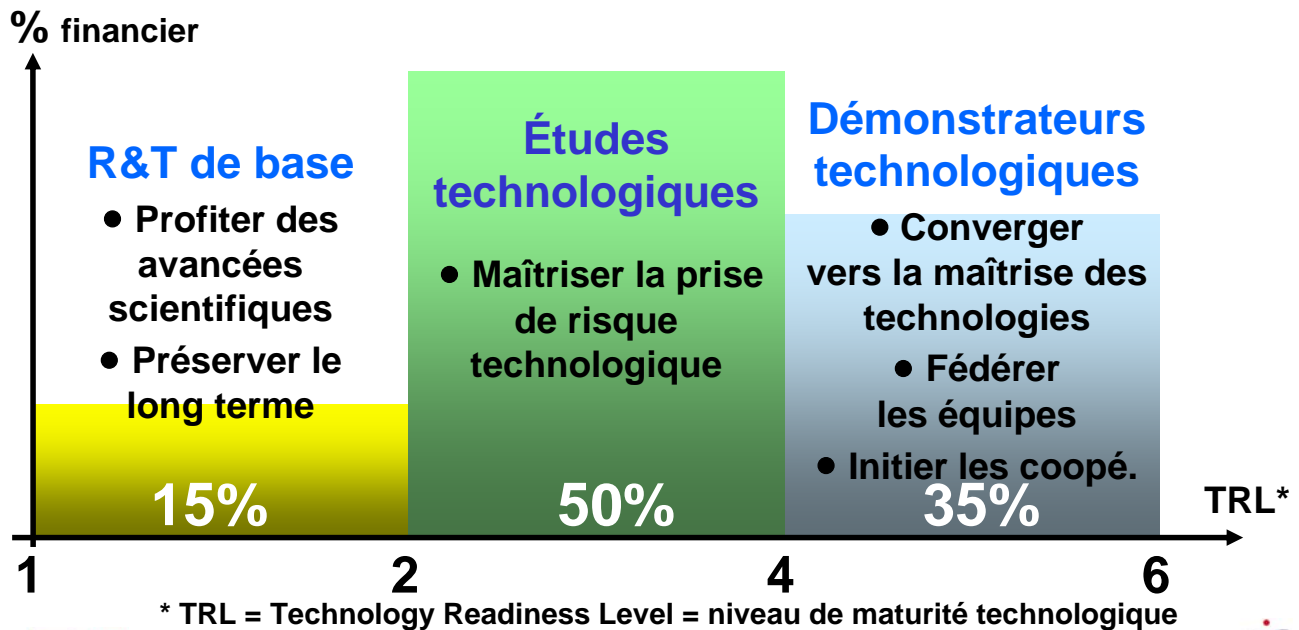 % financier
R&T de base
• Profiter des
avancées
scientifiques
• Préserver le
long terme
15%
Études
technologiques
• Maîtriser la prise
de risque
technologique
50%
Démonstrateurs
technologiques
• Converger
vers la maîtrise des
technologies
• Fédérer
les équipes
• Initier les coopé.
35%
TRL*
1
2
4
6
* TRL = Technology Readiness Level = niveau de maturité technologique